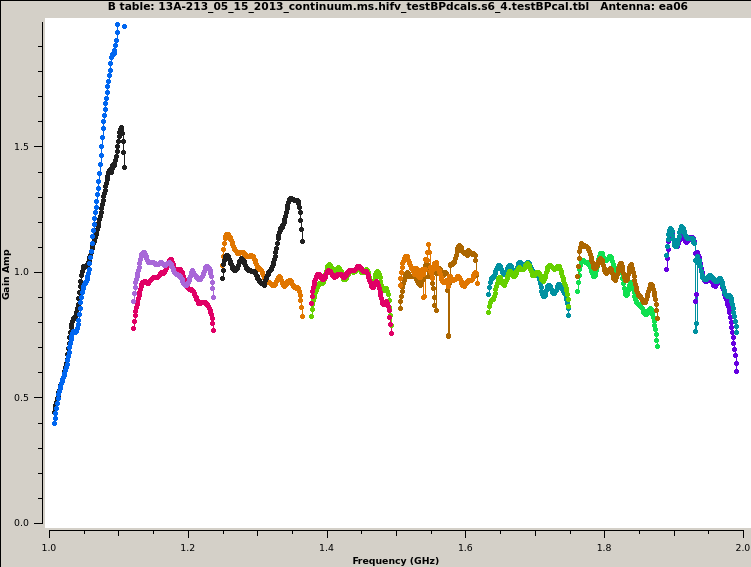 B table: 13A-213_05_15_2013_continuum.ms.hifv_testBPdcals.s6_4.testBPcal.tbl Antenna: ea06
1.5
1.0
0.5
0.0
Gain Amp
1.0 1.2 1.4 1.6 1.8 2.0
Frequency (GHz)